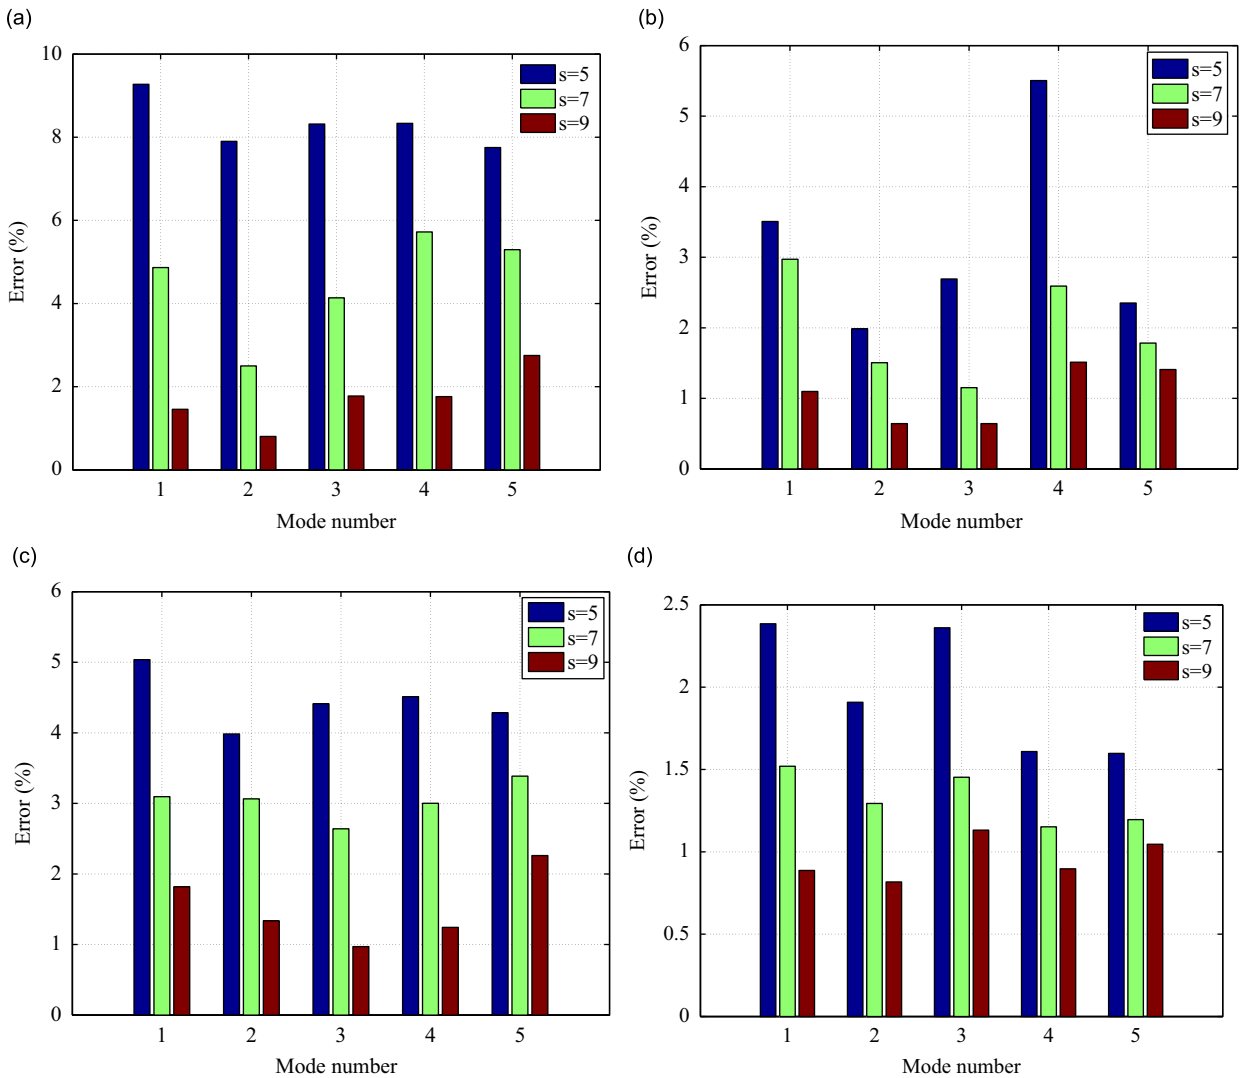 (a)
10
8
6
4
2
0
Error (%)
s=5
s=7
s=9
1 2 3 4 5
Mode number
(b)
6
5
4
3
2
1
0
Error (%)
s=5
s=7
s=9
1 2 3 4 5
Mode number
(c)
6
5
4
3
2
1
0
Error (%)
s=5
s=7
s=9
1 2 3 4 5
Mode number
(d)
2.5
2
1.5
1
0.5
0
Error (%)
s=5
s=7
s=9
1 2 3 4 5
Mode number